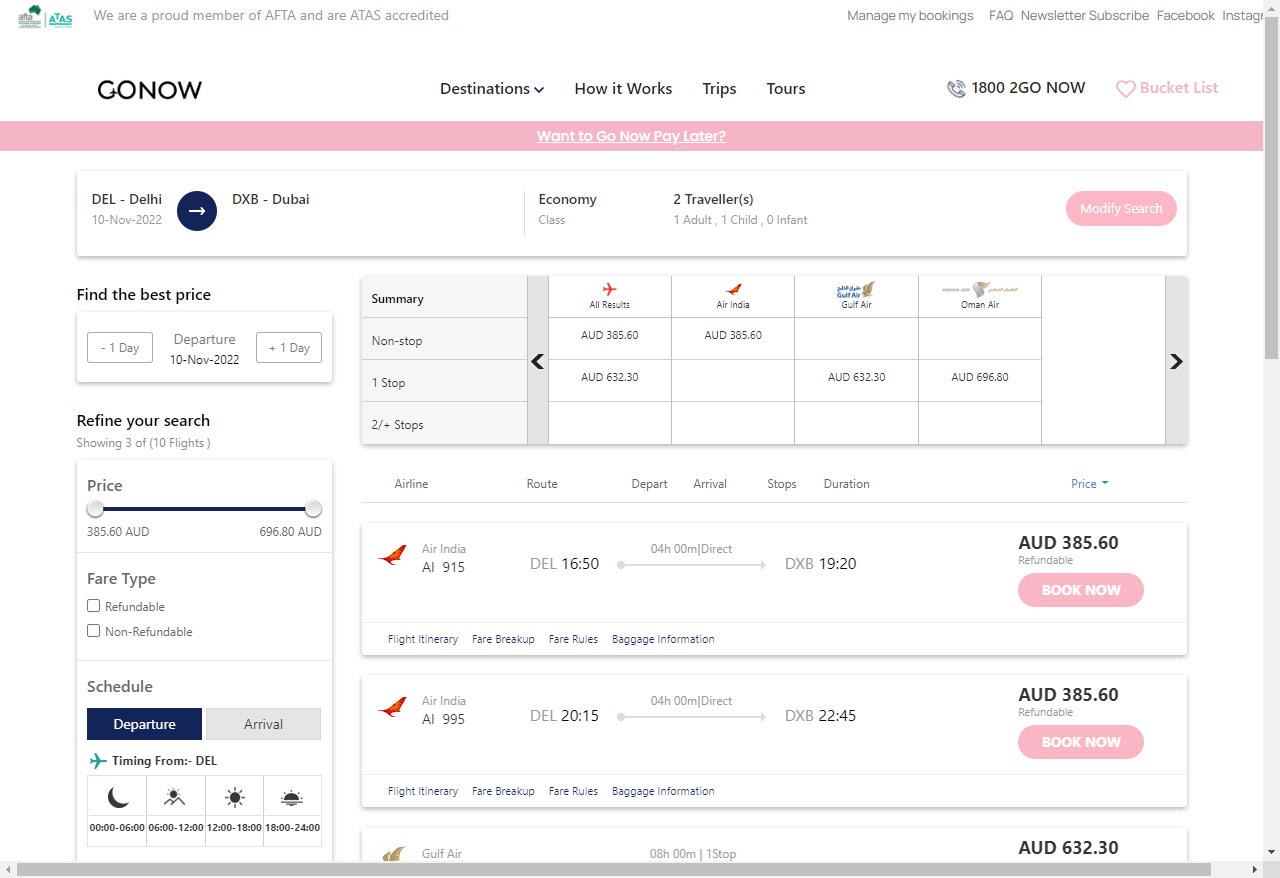 afta ATAS We are a proud member of AFTA and are ATAS accredited Manage my bookings FAQ Newsletter Subscribe Facebook Instagr
GONOW Destinations How it Works Trips Tours 1800 2GO NOW Bucket List
Want to Go Now Pay Later?
DEL - Delhi DXB - Dubai Economy 2 Traveller(s) Modify Search
10-Nov-2022 Class 1 Adult , 1 Child , 0 Infant
Find the best price
- 1 Day Departure + 1 Day
10-Nov-2022
Refine your search
Showing 3 of (10 Flights )
Price
385.60 AUD 696.80 AUD
Fare Type
Refundable
Non-Refundable
Schedule
Departure Arrival
Timing From:- DEL
00:00-06:00 06:00-12:00 12:00-18:00 18:00-24:00
Summary All Results Air India Gulf Air Oman Air
Non-stop AUD 385.60 AUD 385.60
1 Stop AUD 632.30 AUD 632.30 AUD 696.80
2/+ Stops
Airline Route Depart Arrival Stops Duration Price
Air India 04h 00m|Direct AUD 385.60
AI 915 DEL 16:50 DXB 19:20 Refundable
BOOK NOW
Flight Itinerary Fare Breakup Fare Rules Baggage Information
Air India 04h 00m|Direct AUD 385.60
AI 995 DEL 20:15 DXB 22:45 Refundable
BOOK NOW
Flight Itinerary Fare Breakup Fare Rules Baggage Information
Gulf Air 08h 00m | 1Stop AUD 632.30